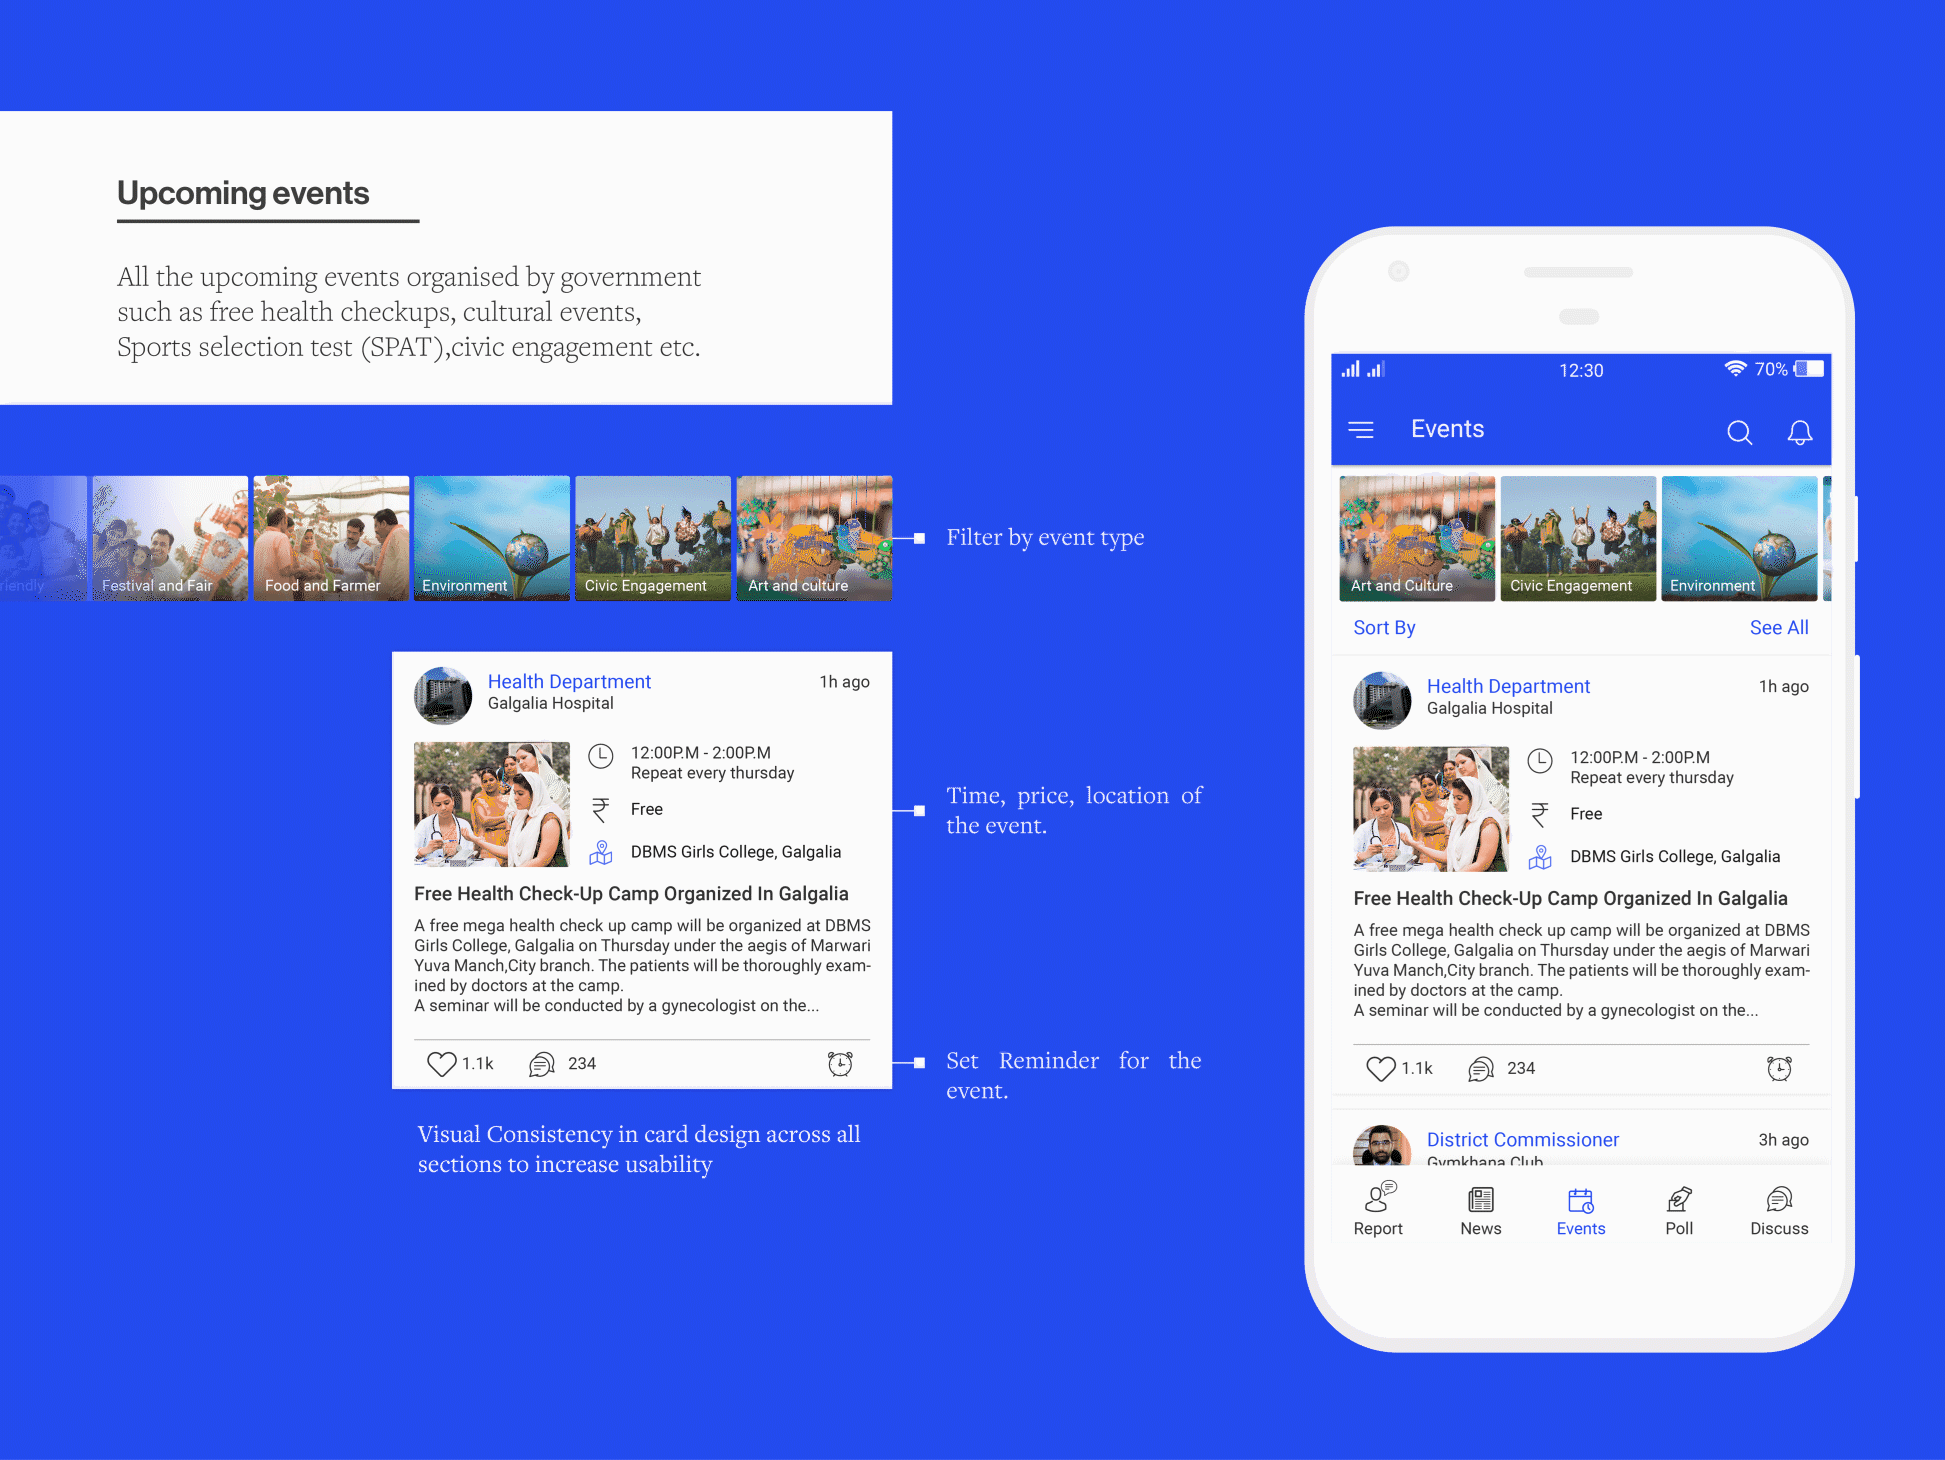 Upcoming events
All the upcoming events organised by government
such as free health checkups, cultural events,
Sports selection test (SPAT),civic engagement etc.
riendly
Festival and Fair
Food and Farmer
Environment
Civic Engagement
Art and culture
Filter by event type
Health Department
1h ago
Galgalia Hospital
12:00P.M - 2:00P.M
Repeat every thursday
Free
DBMS Girls College, Galgalia
Time, price, location of
the event.
Free Health Check-Up Camp Organized In Galgalia
A free mega health check up camp will be organized at DBMS
Girls College, Galgalia on Thursday under the aegis of Marwari
Yuva Manch,City branch. The patients will be thoroughly exam-
ined by doctors at the camp.
A seminar will be conducted by a gynecologist on the...
1.1k
234
Set Reminder for the
event.
Visual Consistency in card design across all
sections to increase usability
12:30
70%
Events
Art and Culture
Civic Engagement
Environment
Sort By
See All
Health Department
1h ago
Galgalia Hospital
12:00P.M - 2:00P.M
Repeat every thursday
Free
DBMS Girls College, Galgalia
Free Health Check-Up Camp Organized In Galgalia
A free mega health check up camp will be organized at DBMS
Girls College, Galgalia on Thursday under the aegis of Marwari
Yuva Manch,City branch. The patients will be thoroughly exam-
ined by doctors at the camp.
A seminar will be conducted by a gynecologist on the...
1.1k
234
District Commissioner
3h ago
Gymkhana Club
Report
News
Events
Poll
Discuss